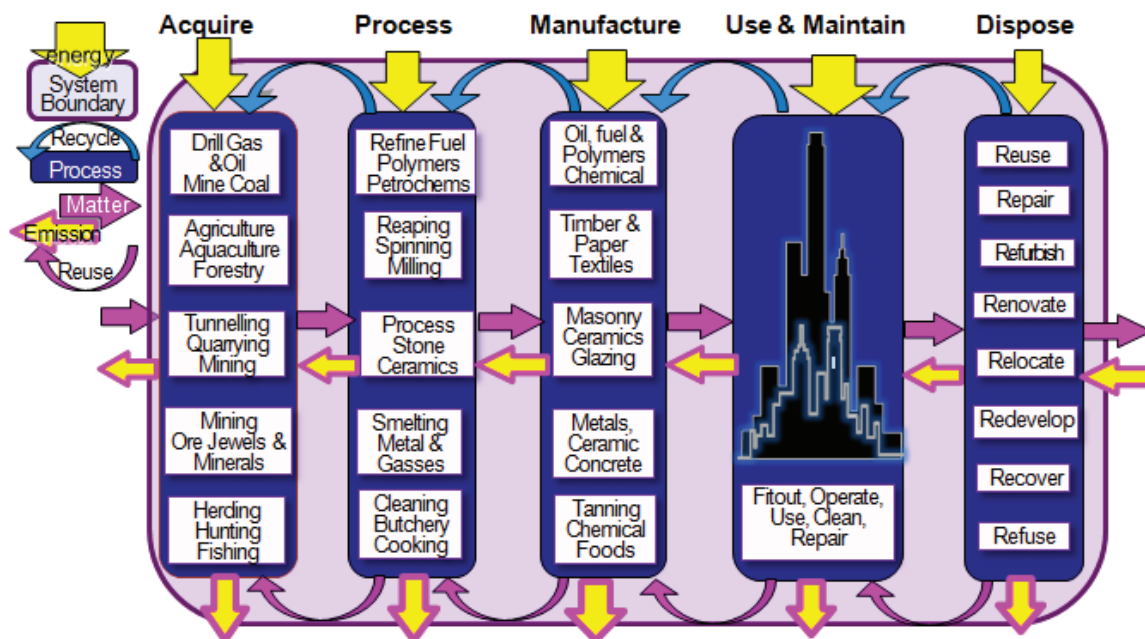 Acquire
Process
Manufacture
Use & Maintain
Dispose
energy
System
Boundary
Recycle
Process
Matter
Emission
Reuse
Drill Gas
&Oil
Mine Coal
Agriculture
Aquaculture
Forestry
Tunnelling
Quarrying
Mining
Mining
Ore Jewels &
Minerals
Herding
Hunting
Fishing
Refine Fuel
Polymers
Petrochems
Reaping
Spinning
Milling
Process
Stone
Ceramics
Smelting
Metal &
Gasses
Cleaning
Butchery
Cooking
Oil, fuel &
Polymers
Chemical
Timber &
Paper
Textiles
Masonry
Ceramics
Glazing
Metals,
Ceramic
Concrete
Tanning
Chemical
Foods
Fitout, Operate,
Use, Clean,
Repair
Reuse
Repair
Refurbish
Renovate
Relocate
Redevelop
Recover
Refuse